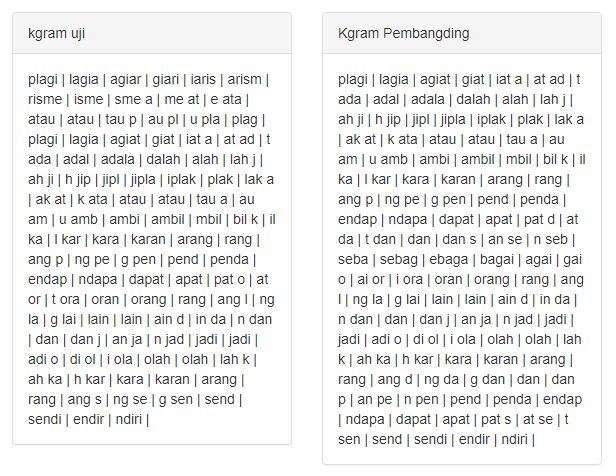 kgram uji
plagi | lagia | agiar | giari | iaris | arism |
risme | isme | sme a | me at | e ata |
atau | atau | tau p | au pl | u pla | plag |
plagi | lagia | agiat | giat | iat a | at ad | t
ada | adal | adala | dalah | alah | lah j |
ah ji | h jip | jipl | jipla | iplak | plak | lak a
| ak at | k ata | atau | atau | tau a | au
am | u amb | ambi | ambil | mbil | bil k | il
ka | l kar | kara | karan | arang | rang |
ang p | ng pe | g pen | pend | penda |
endap | ndapa | dapat | apat | pat o | at
or | t ora | oran | orang | rang | ang l | ng
la | g lai | lain | lain | ain d | in da | n dan
| dan | dan j | an ja | n jad | jadi | jadi |
adi o | di ol | i ola | olah | olah | lah k |
ah ka | h kar | kara | karan | arang |
rang | ang s | ng se | g sen | send |
sendi | endir | ndiri |
Kgram Pembangding
plagi | lagia | agiat | giat | iat a | at ad | t
ada | adal | adala | dalah | alah | lah j |
ah ji | h jip | jipl | jipla | iplak | plak | lak a
| ak at | k ata | atau | atau | tau a | au
am | u amb | ambi | ambil | mbil | bil k | il
ka | l kar | kara | karan | arang | rang |
ang p | ng pe | g pen | pend | penda |
endap | ndapa | dapat | apat | pat d | at
da | t dan | dan | dan s | an se | n seb |
seba | sebag | ebaga | bagai | agai | gai
o | ai or | i ora | oran | orang | rang | ang
l | ng la | g lai | lain | lain | ain d | in da |
n dan | dan | dan j | an ja | n jad | jadi |
jadi | adi o | di ol | i ola | olah | olah | lah
k | ah ka | h kar | kara | karan | arang |
rang | ang d | ng da | g dan | dan | dan
p | an pe | n pen | pend | penda | endap
| ndapa | dapat | apat | pat s | at se | t
sen | send | sendi | endir | ndiri |